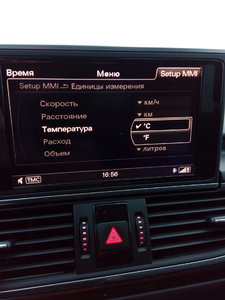 Время Меню Setup MMI
Setup MMI Единицы измерения
Скорость км/ч
Расстояние км
Температура °C
°F
Расход
Объем литров
TMC 16:56